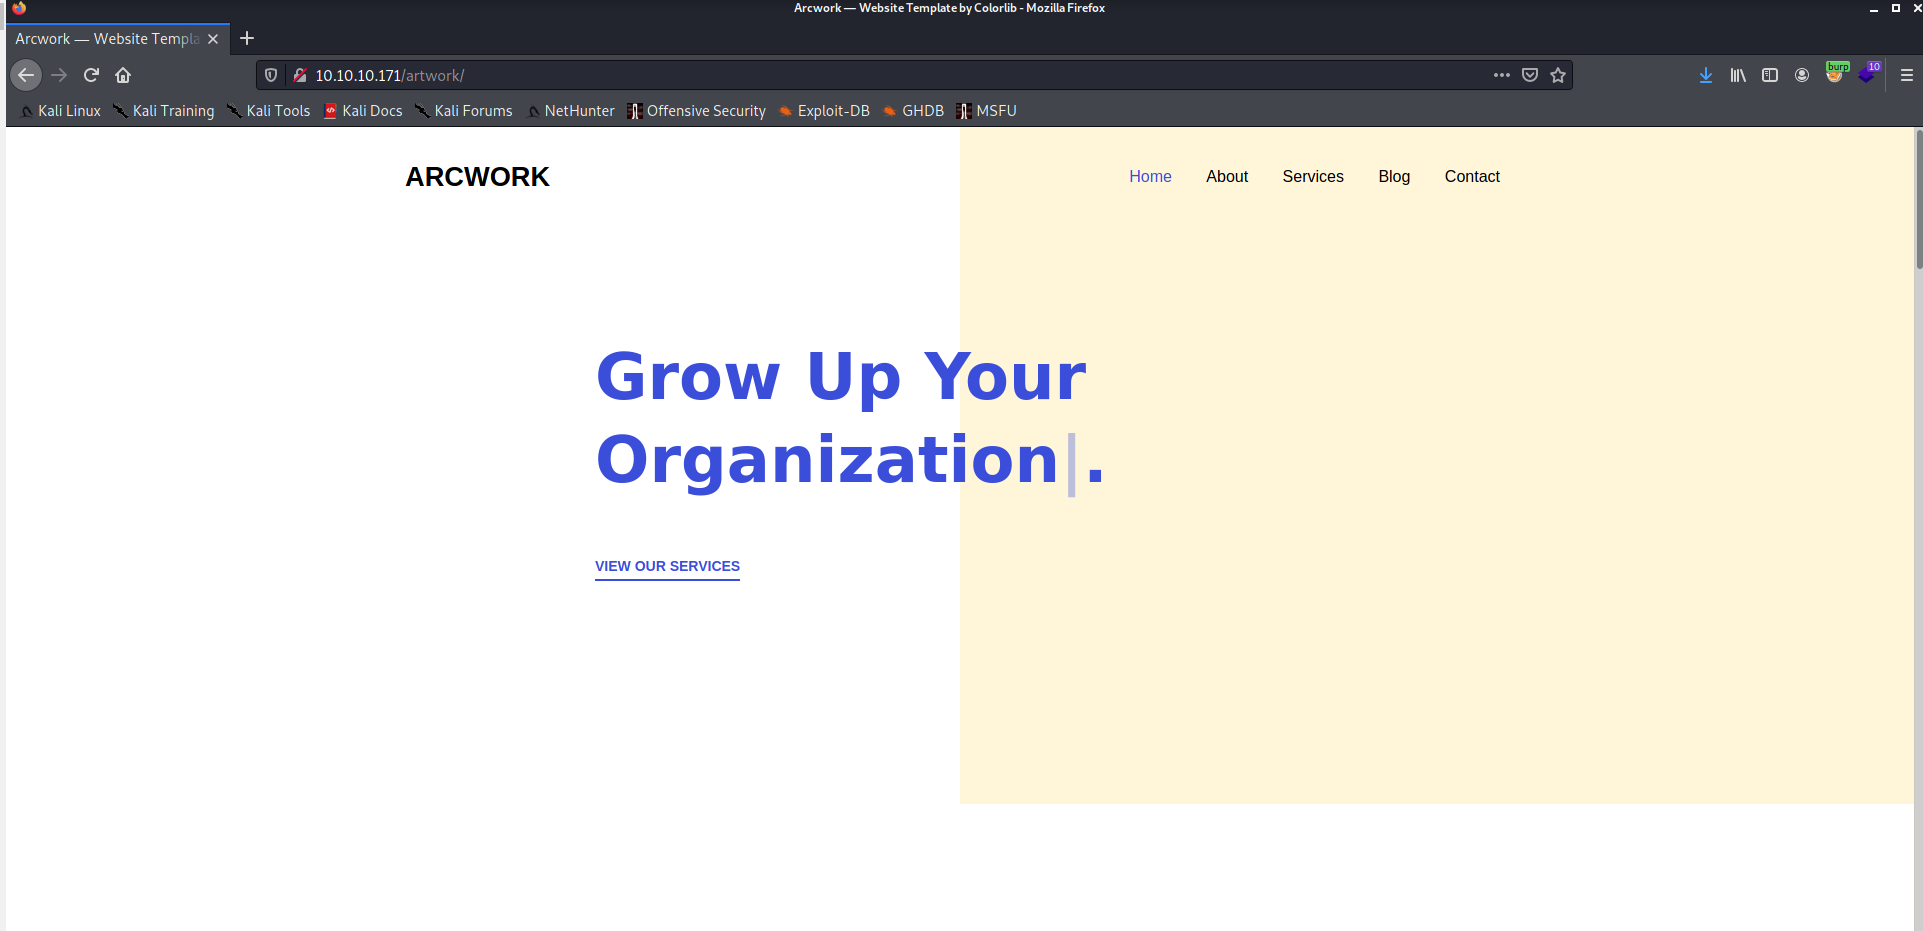 Arcwork — Website Template by Colorlib - Mozilla Firefox
Arcwork — Website Templa
10.10.10.171/artwork/
burp
10
Kali Linux Kali Training Kali Tools Kali Docs Kali Forums NetHunter Offensive Security Exploit-DB GHDB MSFU
ARCWORK Home About Services Blog Contact
Grow Up Your
Organization|.
VIEW OUR SERVICES